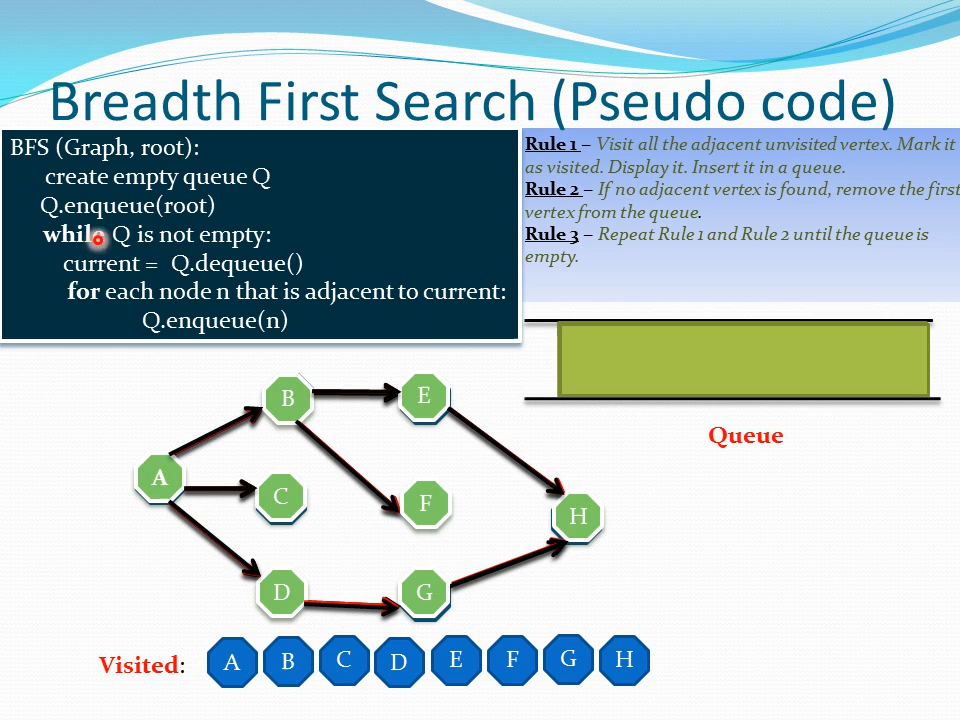 Breadth First Search (Pseudo code)
BFS (Graph, root):
create empty queue Q
Q.enqueue(root)
while Q is not empty:
current = Q.dequeue()
for each node n that is adjacent to current:
Q.enqueue(n)
Rule 1 – Visit all the adjacent unvisited vertex. Mark it
as visited. Display it. Insert it in a queue.
Rule 2 – If no adjacent vertex is found, remove the first
vertex from the queue.
Rule 3 – Repeat Rule 1 and Rule 2 until the queue is
empty.
Queue
B
E
A
C
F
H
D
G
Visited: A B C D E F G H